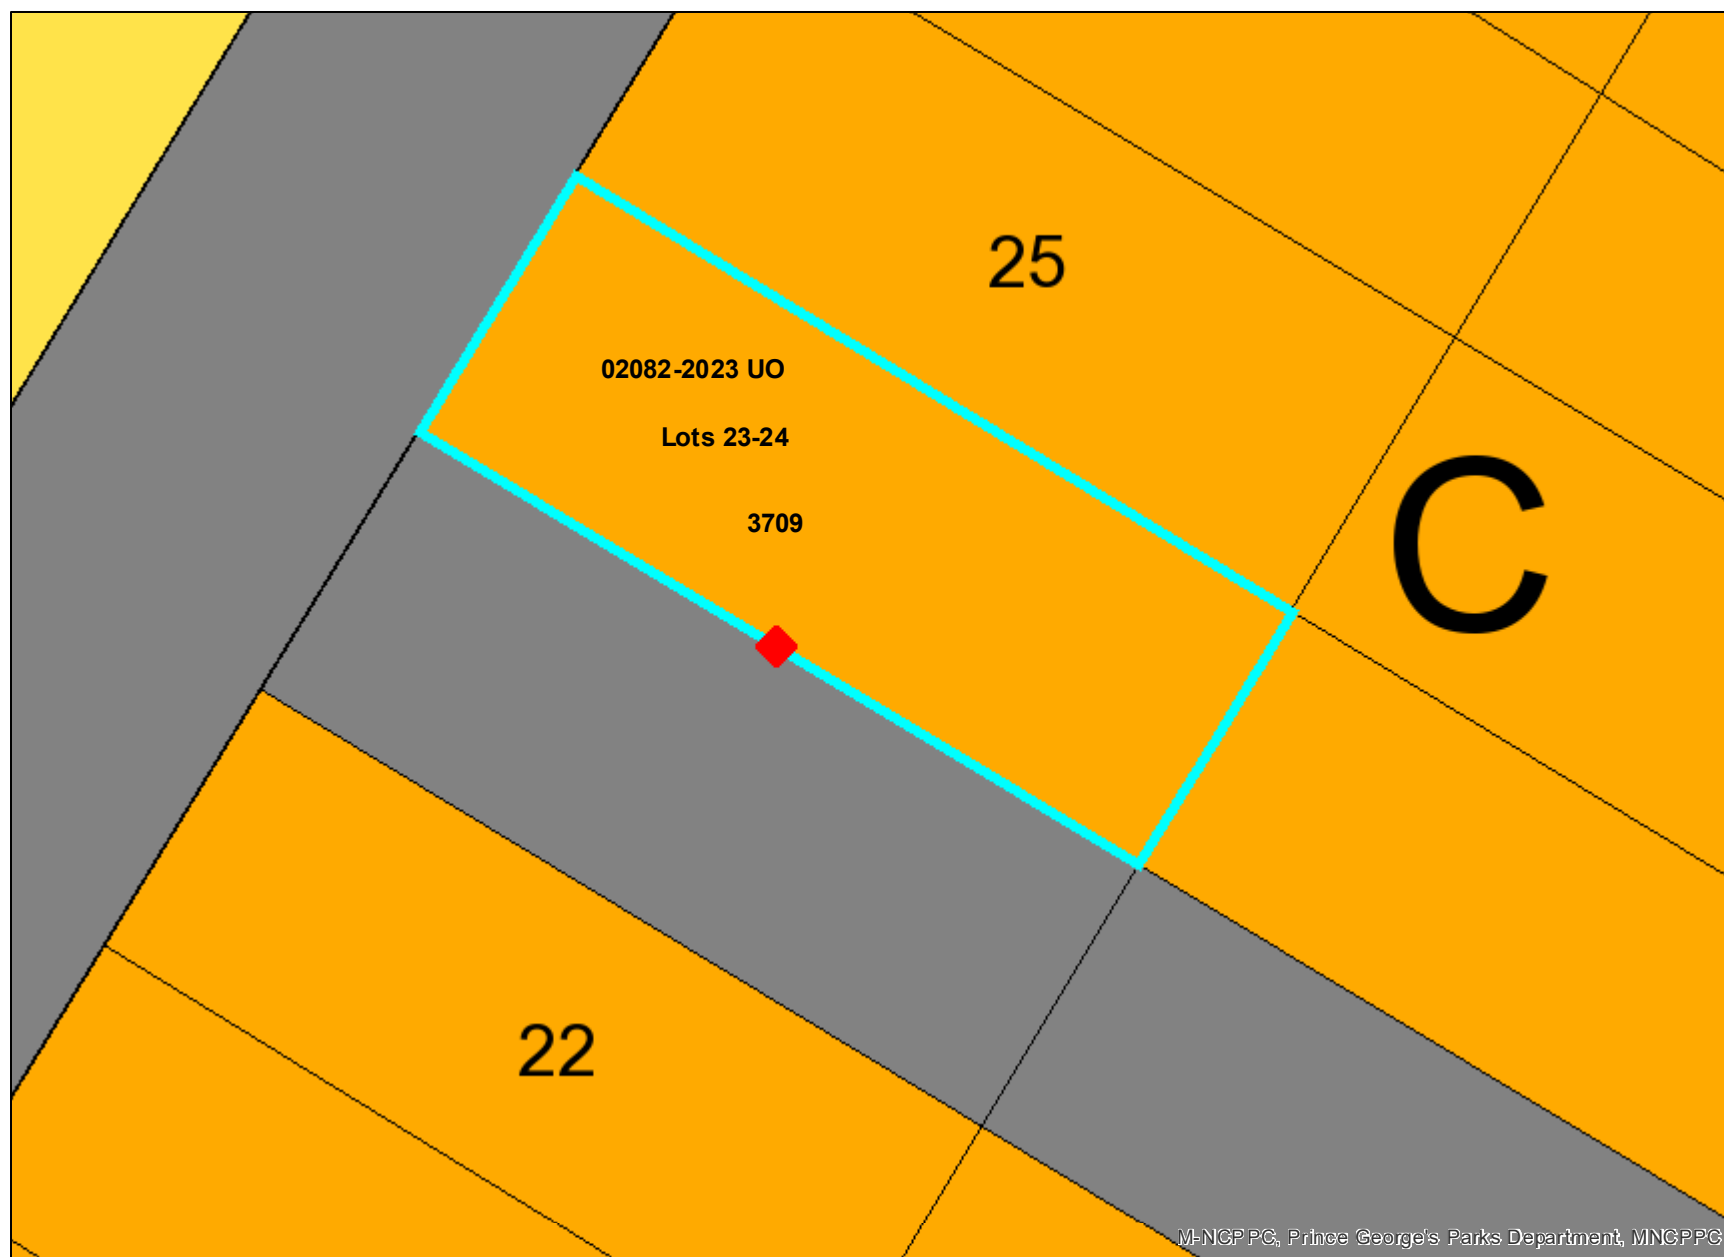 25
02082-2023 UO
Lots 23-24
C
3709
22
M-NCPPC, Prince George's Parks Department, MNCPPC